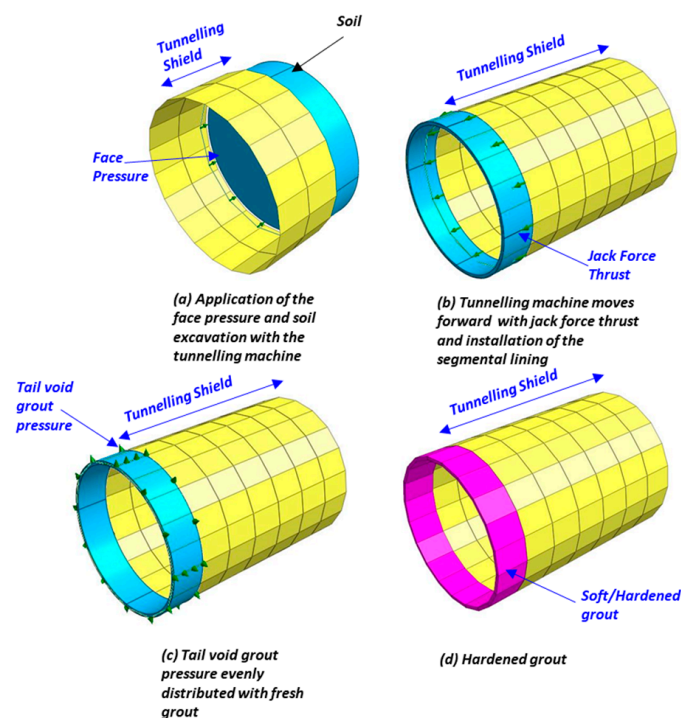 Soil
Tunnelling
Shield
Face
Pressure
(a) Application of the
face pressure and soil
excavation with the
tunnelling machine
Tunnelling Shield
Jack Force
Thrust
(b) Tunnelling machine moves
forward with jack force thrust
and installation of the
segmental lining
Tail void
grout
pressure
Tunnelling Shield
(c) Tail void grout
pressure evenly
distributed with fresh
grout
Tunnelling Shield
Soft/Hardened
grout
(d) Hardened grout